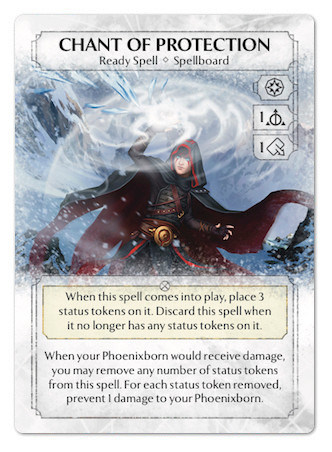 CHANT OF PROTECTION
Ready Spell ⟡ Spellboard
1
1
When this spell comes into play, place 3
status tokens on it. Discard this spell when
it no longer has any status tokens on it.
When your Phoenixborn would receive damage,
you may remove any number of status tokens
from this spell. For each status token removed,
prevent 1 damage to your Phoenixborn.